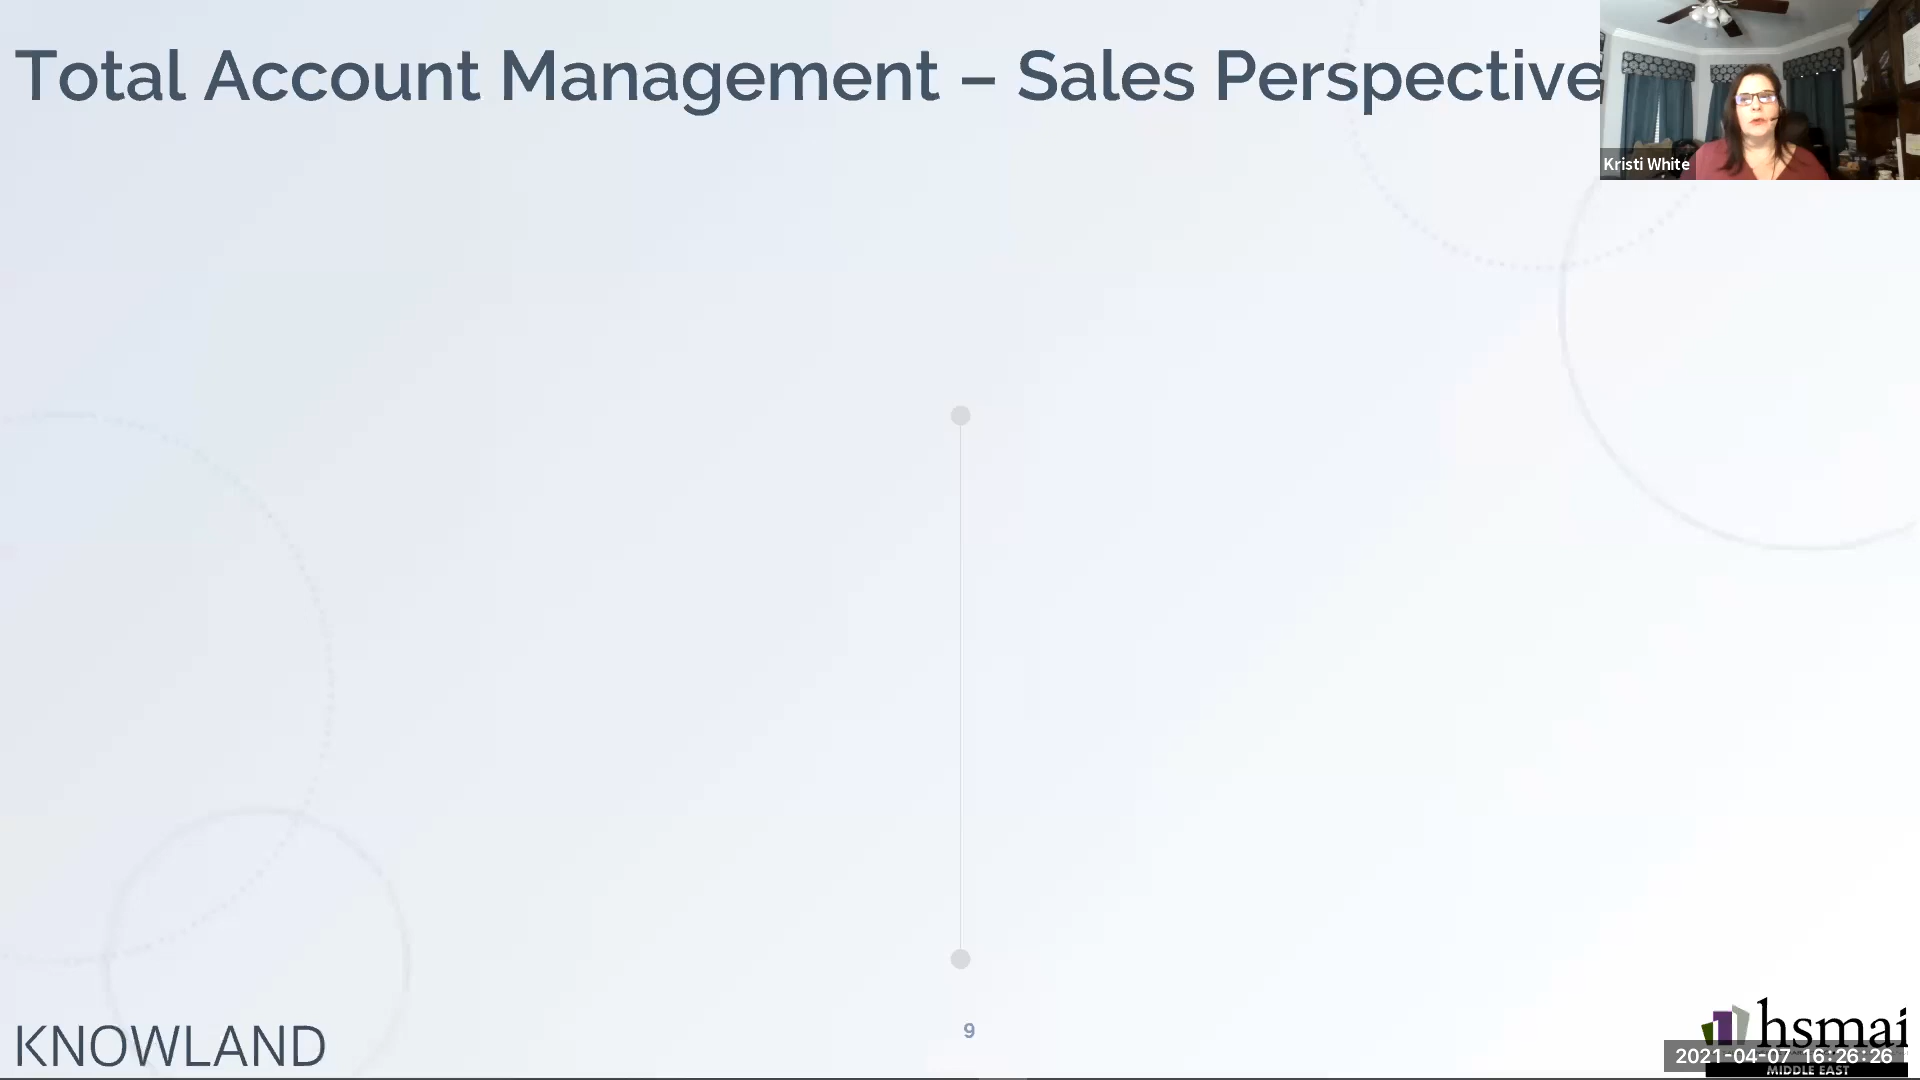 Total Account Management – Sales Perspective
Kristi White
9
KNOWLAND
hsmai
2021-04-07 16:26:26
MIDDLE EAST